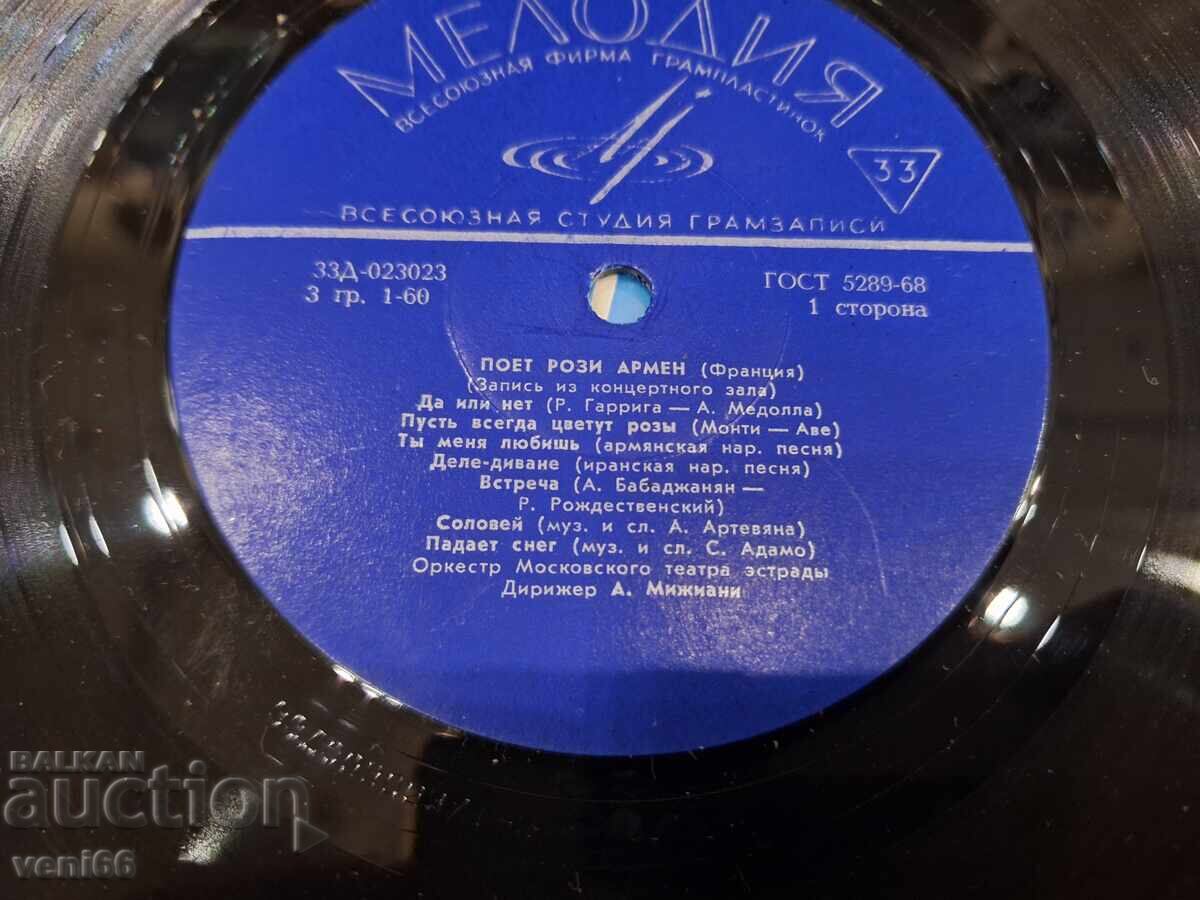 МЕЛОДИЯ
ВСЕСОЮЗНАЯ ФИРМА ГРАМПЛАСТИНОК
33
ВСЕСОЮЗНАЯ СТУДИЯ ГРАМЗАПИСИ
33Д-023023
ГОСТ 5289-68
3 гр. 1-60
1 сторона
ПОЕТ РОЗИ АРМЕН (Франция)
(Запись из концертного зала)
Да или нет (Р. Гаррига — А. Медолла)
Пусть всегда цветут розы (Монти — Аве)
Ты меня любишь (армянская нар. песня)
Деле-диване (иранская нар. песня)
Встреча (А. Бабаджанян —
Р. Рождественский)
Соловей (муз. и сл. А. Артевяна)
Падает снег (муз. и сл. С. Адамо)
Оркестр Московского театра эстрады
Дирижер А. Мижиани
BALKAN
auction
veni66